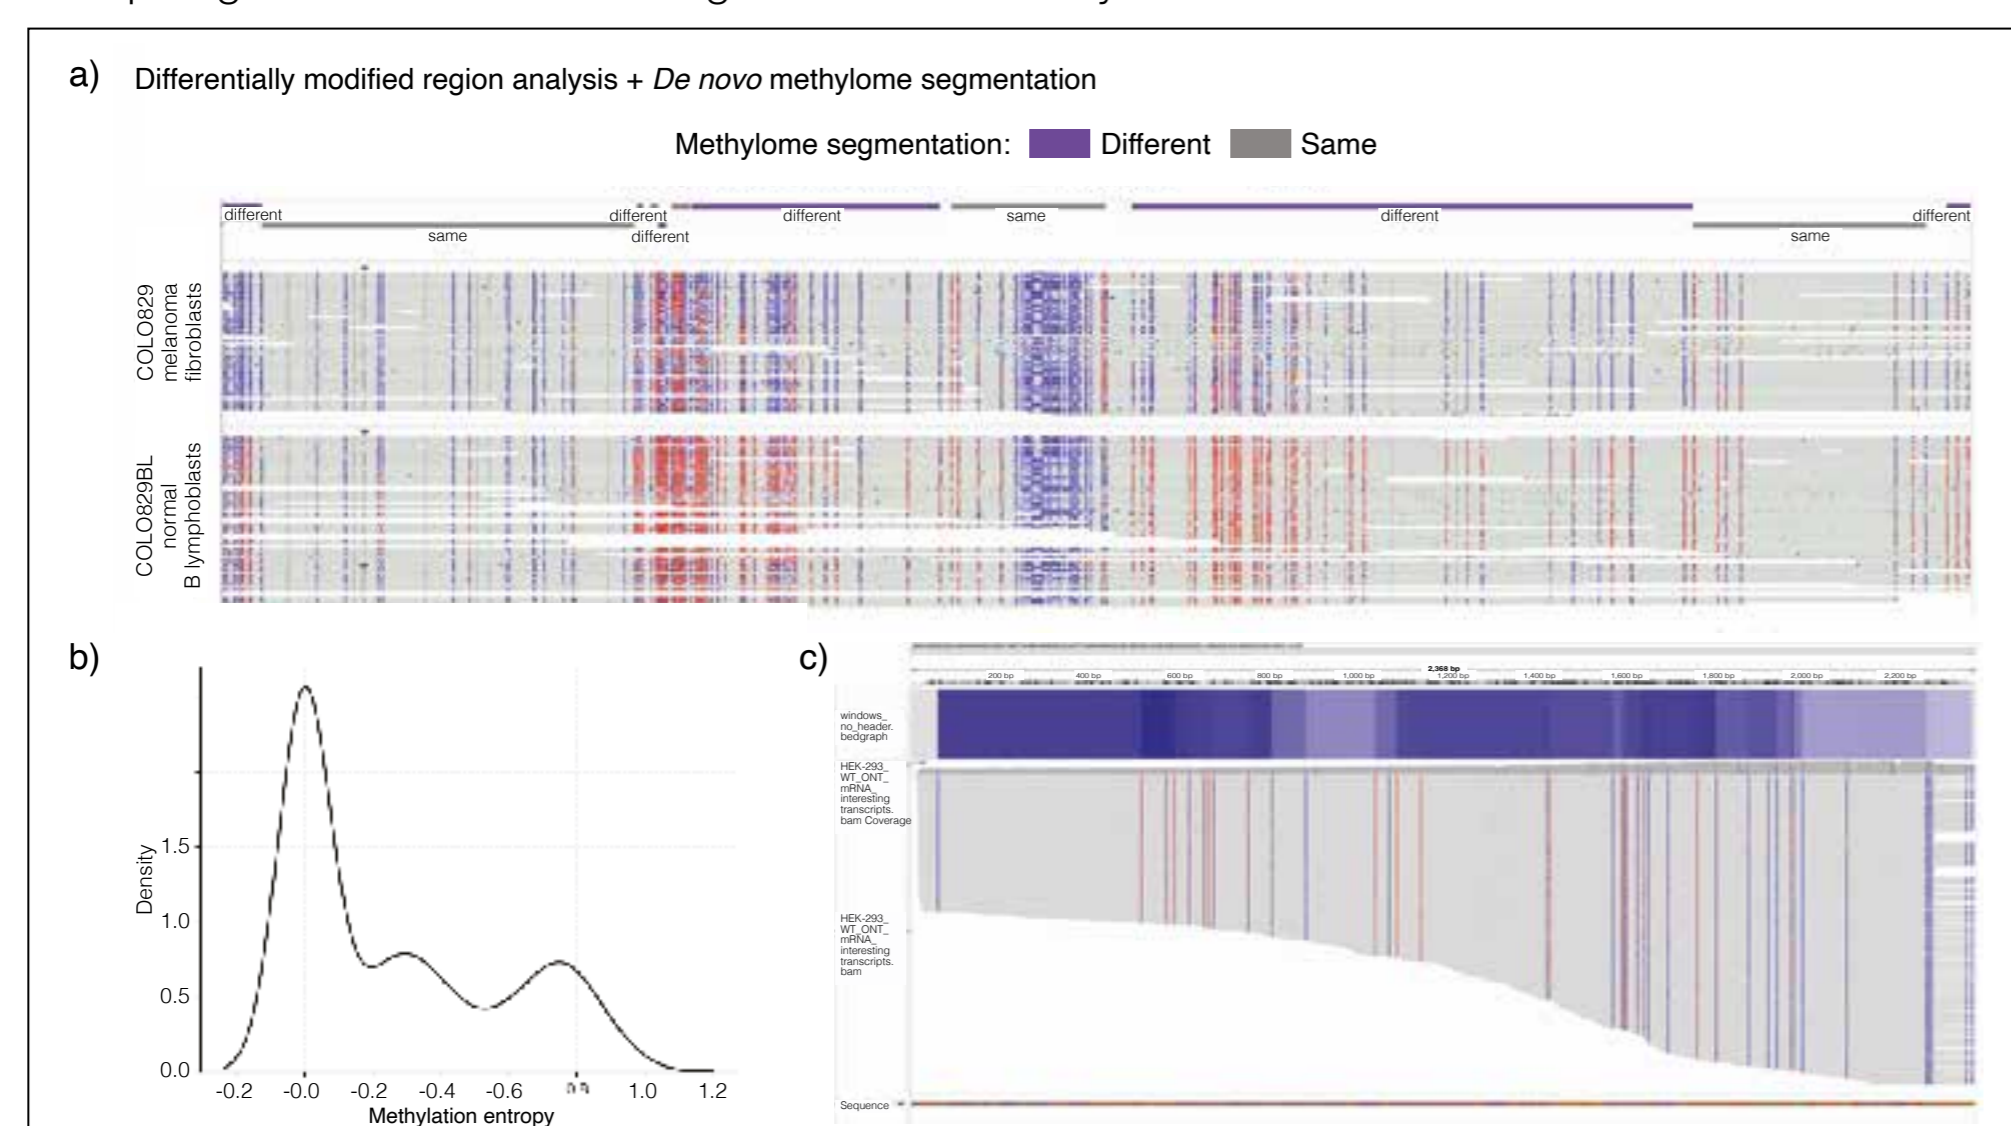 a) Differentially modified region analysis + De novo methylome segmentation
Methylome segmentation: Different Same
different different different same different different
same different same
COLO829
melanoma
fibroblasts
COLO829BL
normal
B lymphoblasts
b)
Density
1.5
1.0
0.5
0.0
-0.2 -0.0 -0.2 -0.4 -0.6 1.0 1.2
Methylation entropy
c)
2,368 bp
200 bp 400 bp 600 bp 800 bp 1,000 bp 1,200 bp 1,400 bp 1,600 bp 1,800 bp 2,000 bp 2,200 bp
windows_
no_header.
bedgraph
HEK-293_
WT_ONT_
mRNA_
interesting
transcripts.
bam Coverage
HEK-293_
WT_ONT_
mRNA_
interesting
transcripts.
bam
Sequence